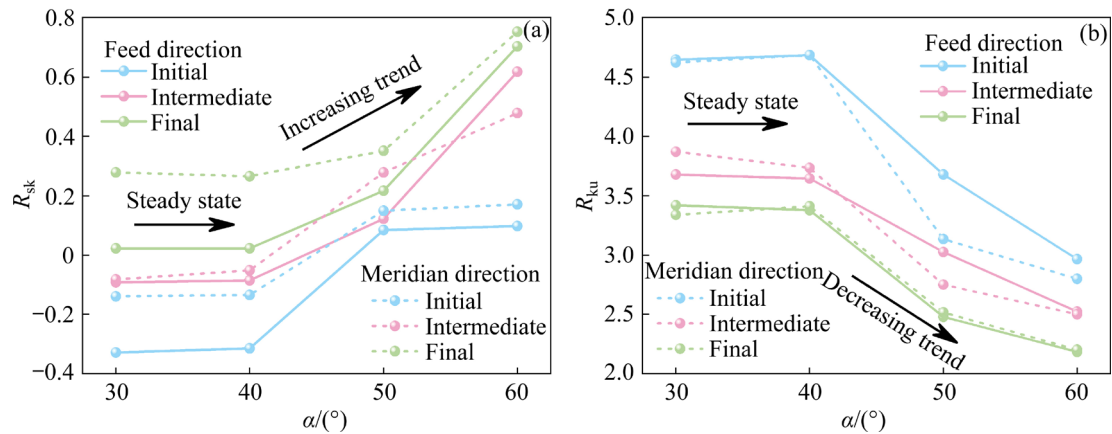 (a)
0.8
0.6
0.4
0.2
0
−0.2
−0.4
R_sk
Feed direction
Initial
Intermediate
Final
Increasing trend
Steady state
Meridian direction
Initial
Intermediate
Final
30 40 50 60
α/(°)
(b)
5.0
4.5
4.0
3.5
3.0
2.5
2.0
R_ku
Feed direction
Initial
Intermediate
Final
Steady state
Meridian direction
Initial
Intermediate
Final
Decreasing trend
30 40 50 60
α/(°)